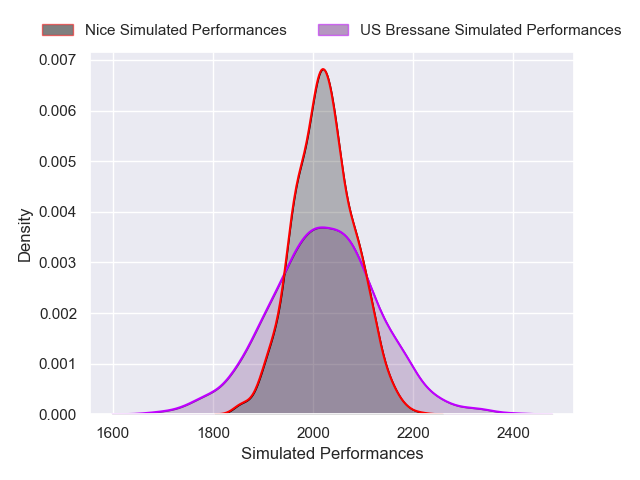 Nice Simulated Performances US Bressane Simulated Performances
0.007
0.006
0.005
0.004
0.003
0.002
0.001
0.000
Density
1600 1800 2000 2200 2400
Simulated Performances